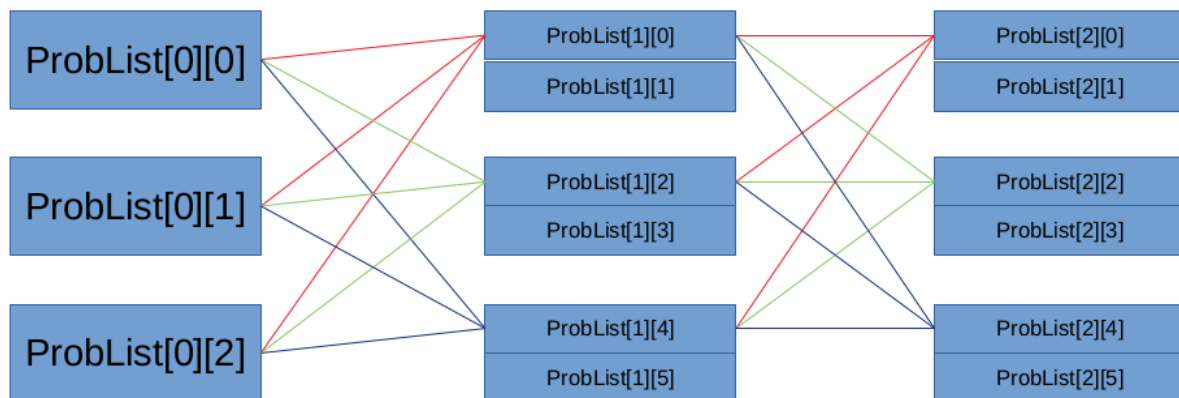 ProbList[0][0]
ProbList[0][1]
ProbList[0][2]
ProbList[1][0]
ProbList[1][1]
ProbList[1][2]
ProbList[1][3]
ProbList[1][4]
ProbList[1][5]
ProbList[2][0]
ProbList[2][1]
ProbList[2][2]
ProbList[2][3]
ProbList[2][4]
ProbList[2][5]